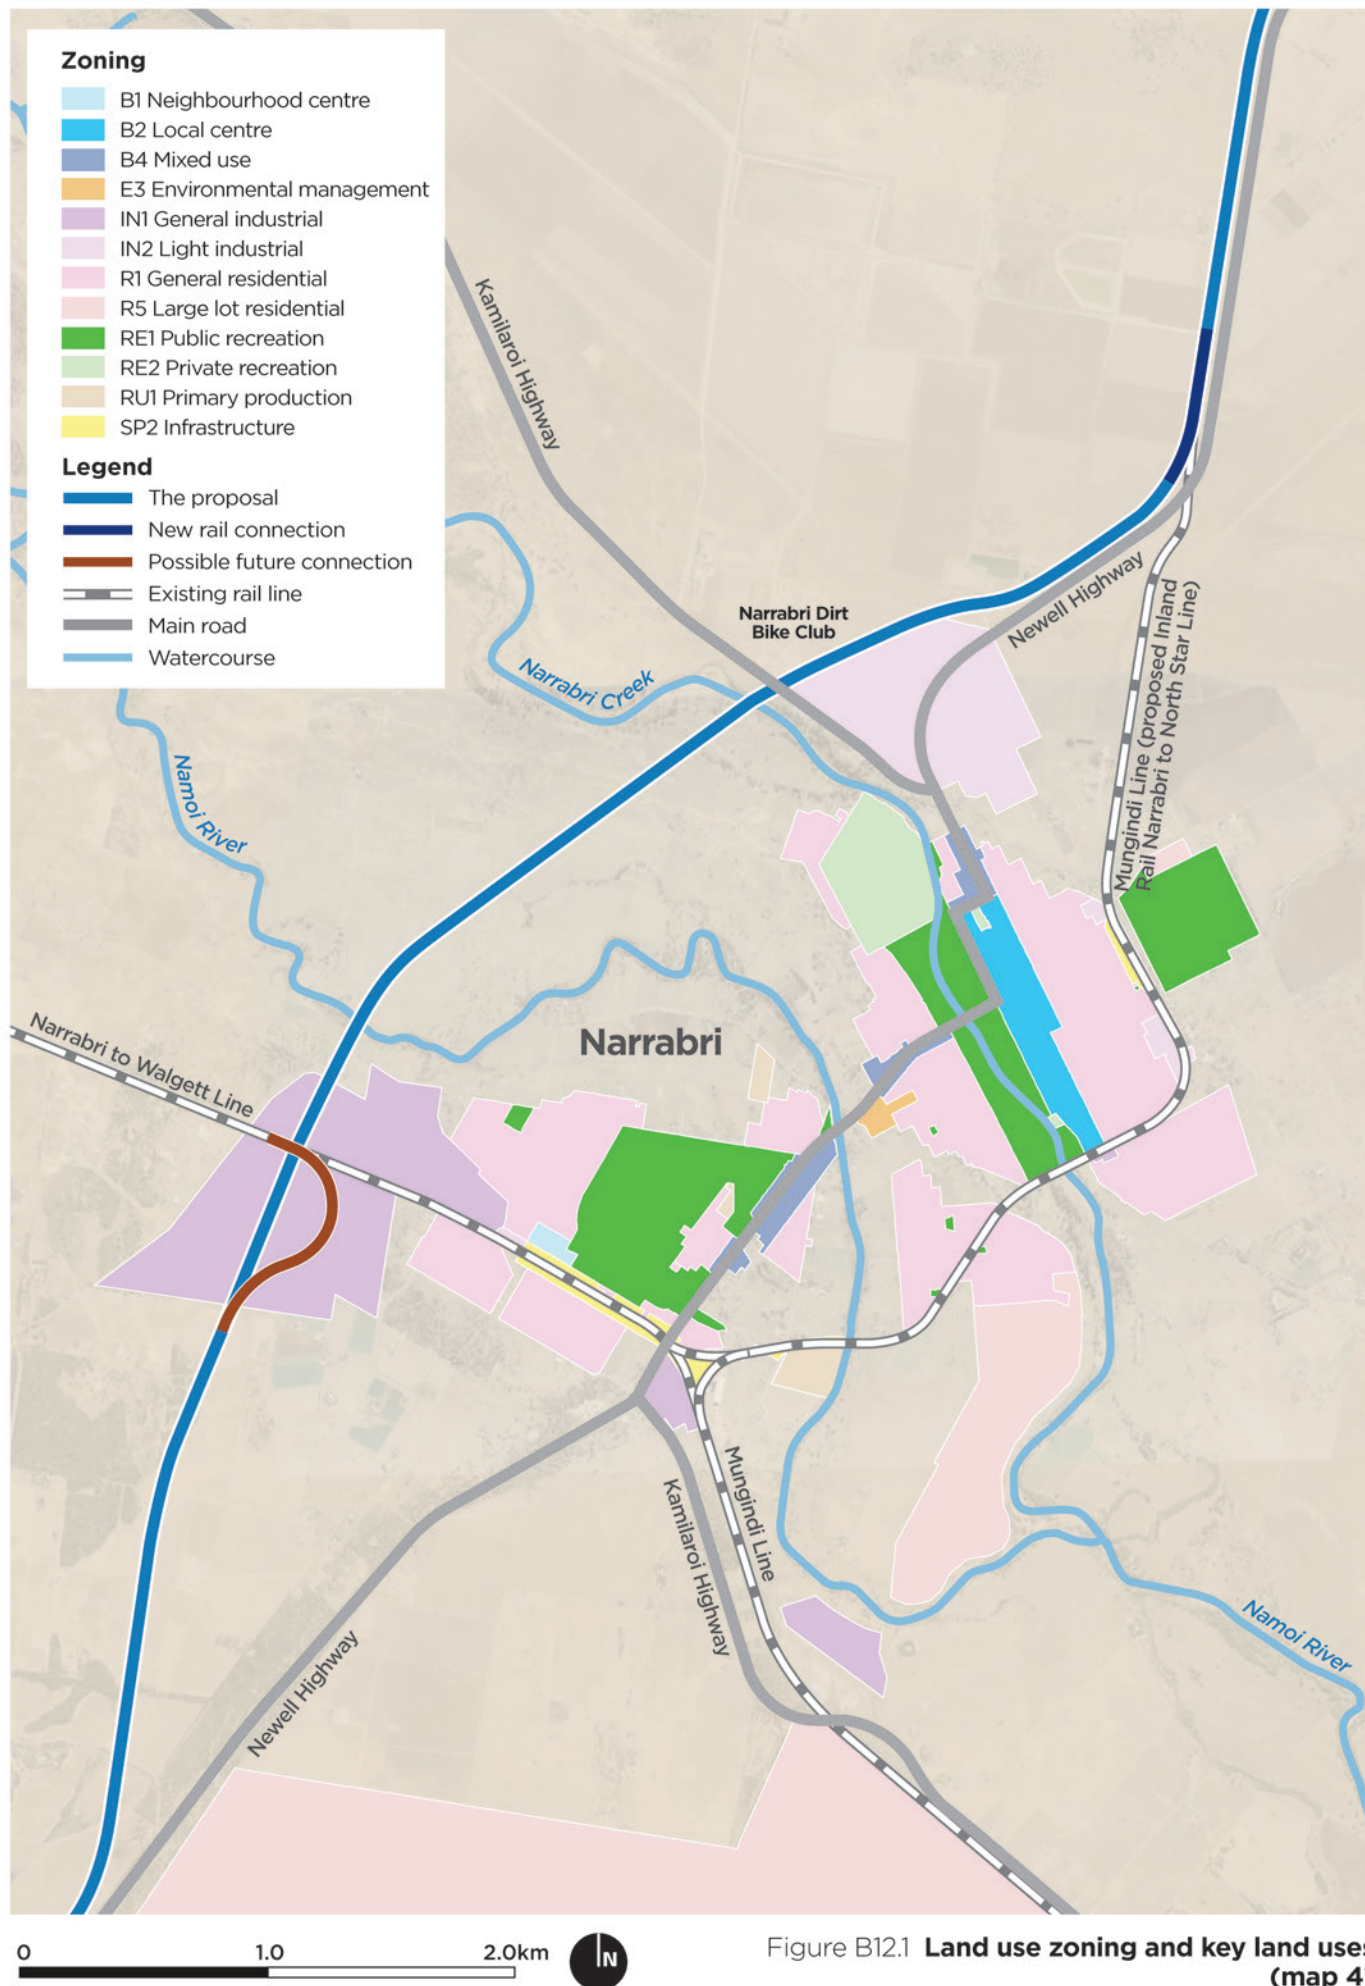 Zoning
B1 Neighbourhood centre
B2 Local centre
B4 Mixed use
E3 Environmental management
IN1 General industrial
IN2 Light industrial
R1 General residential
R5 Large lot residential
RE1 Public recreation
RE2 Private recreation
RU1 Primary production
SP2 Infrastructure
Legend
The proposal
New rail connection
Possible future connection
Existing rail line
Main road
Watercourse
Kamilaroi Highway
Newell Highway
Narrabri Dirt
Bike Club
Narrabri Creek
Mungindi Line (proposed Inland
Rail Narrabri to North Star Line)
Namoi River
Narrabri
Narrabri to Walgett Line
Mungindi Line
Kamilaroi Highway
Newell Highway
Namoi River
0 1.0 2.0km
N
Figure B12.1 Land use zoning and key land uses
(map 4